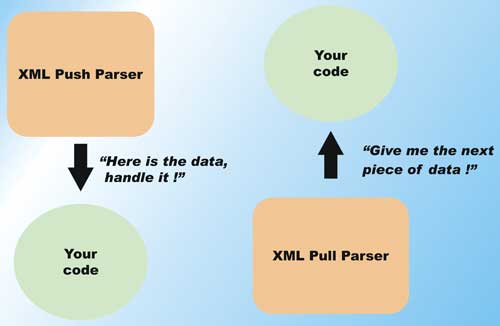 XML Push Parser
“Here is the data,
handle it !”
Your
code
Your
code
“Give me the next
piece of data !”
XML Pull Parser